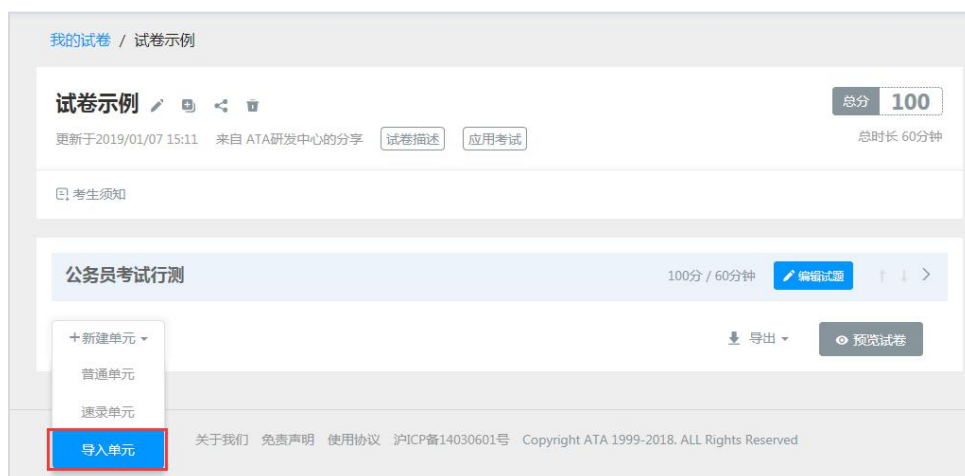 我的试卷 / 试卷示例
试卷示例
总分 100
更新于2019/01/07 15:11 来自 ATA研发中心的分享 试卷描述 应用考试 总时长 60分钟
考生须知
公务员考试行测 100分 / 60分钟 编辑试题
+新建单元 导出 预览试卷
普通单元
速录单元
导入单元
关于我们 免责声明 使用协议 沪ICP备14030601号 Copyright ATA 1999-2018. ALL Rights Reserved